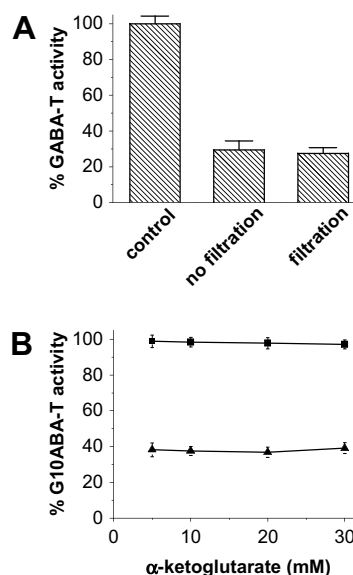 A
% GABA-T activity
100
80
60
40
20
0
control
no filtration
filtration
B
% G10ABA-T activity
100
80
60
40
20
0
0
10
20
30
α-ketoglutarate (mM)